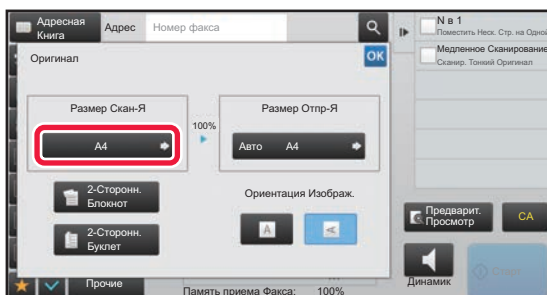 Адресная
Книга
Адрес
Номер факса
N в 1
Поместить Неск. Стр. на Одной
Медленное Сканирование
Сканир. Тонкий Оригинал
Оригинал
OK
Размер Скан-Я
A4
100%
Размер Отпр-Я
Авто A4
2-Сторонн.
Блокнот
2-Сторонн.
Буклет
Ориентация Изображ.
A
A
Предварит.
Просмотр
CA
Прочие
Память приема Факса: 100%
Динамик
Старт